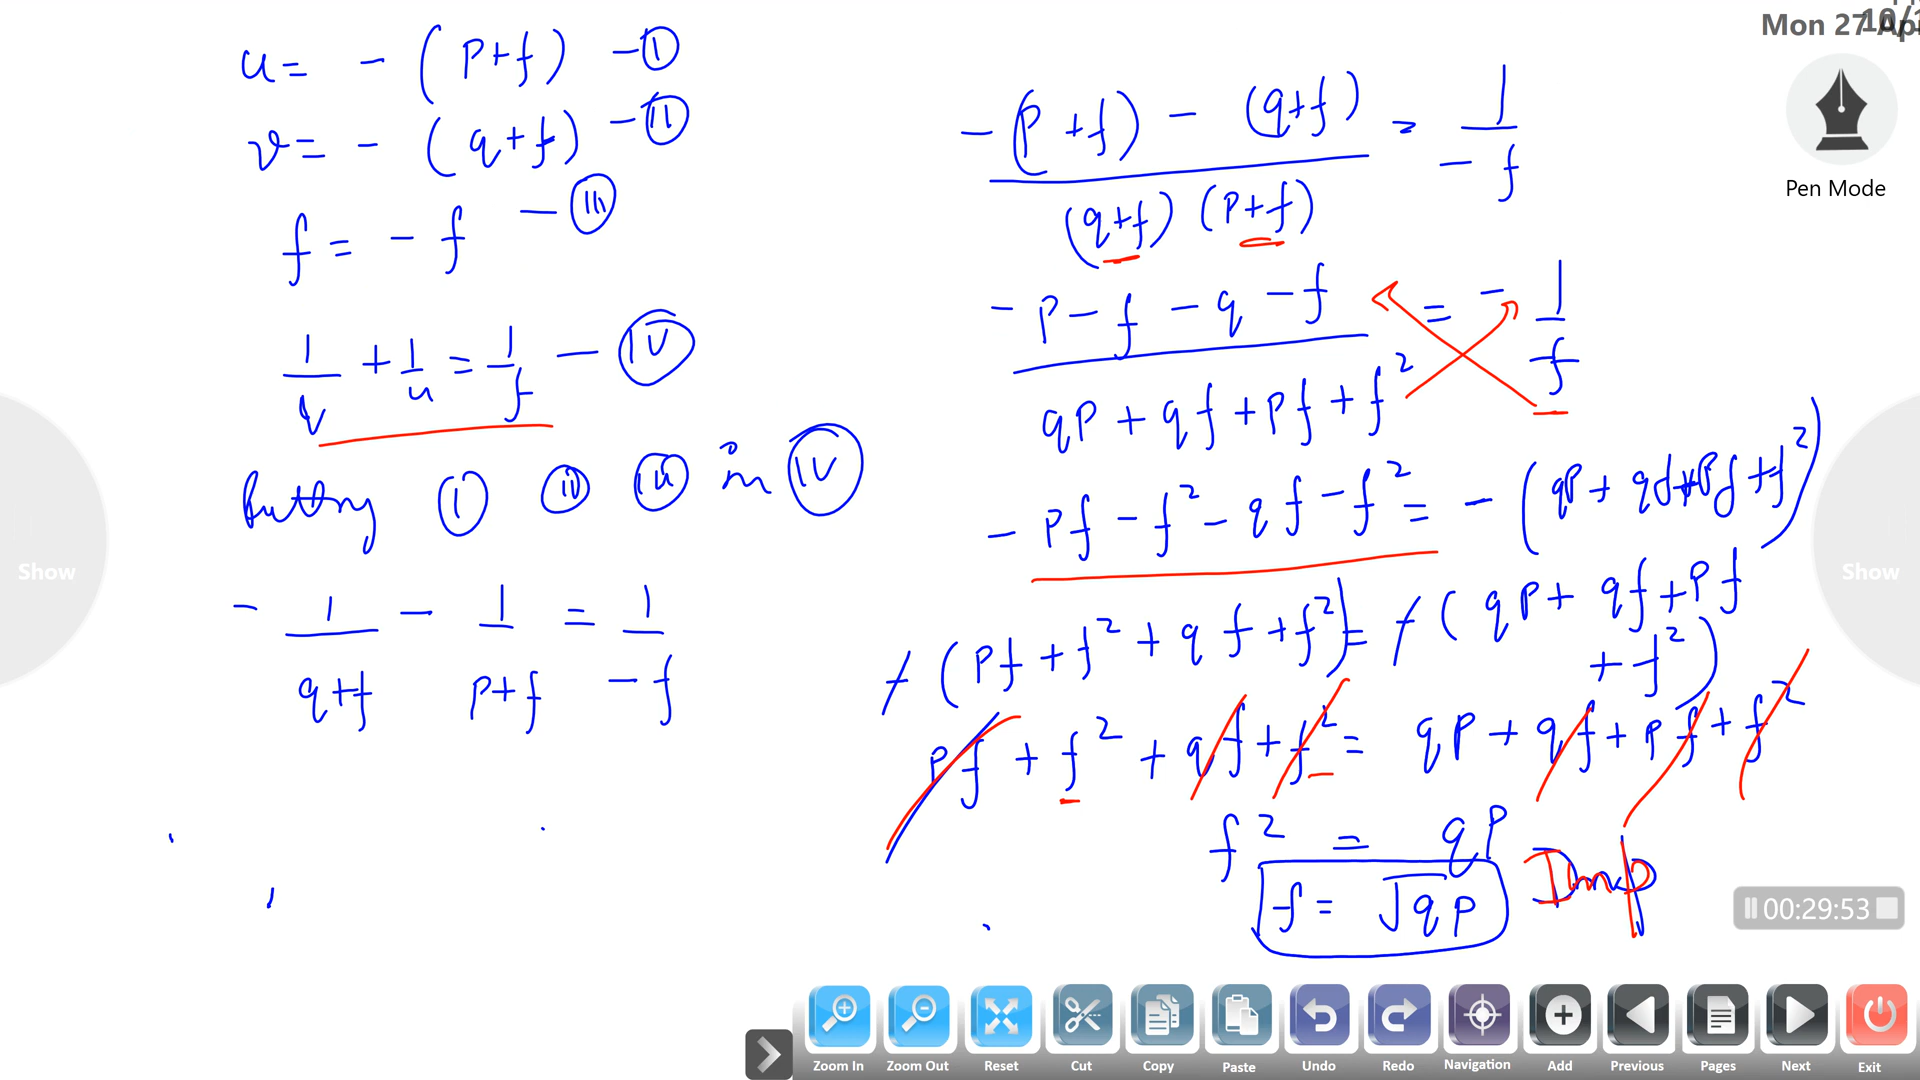 Mon 27 Ap
Pen Mode
u = - (p+f) - (I)
v = - (q+f) - (II)
f = - f - (III)
1/v + 1/u = 1/f - (IV)
Putting (I) (II) (III) in (IV)
- 1/(q+f) - 1/(p+f) = 1/-f
(-(p+f) - (q+f))/((q+f)(p+f)) = 1/-f
(-p-f-q-f)/(qp+qf+pf+f²) = - 1/f
-pf-f²-qf-f² = - (qp+qf+pf+f²)
-(pf+f²+qf+f²) = -(qp+qf+pf
+f²)
pf+f²+qf+f² = qp+qf+pf+f²
f² = qp
f = √qp Imp
Show
Show
00:29:53
Zoom In Zoom Out Reset Cut Copy Paste Undo Redo Navigation Add Previous Pages Next Exit